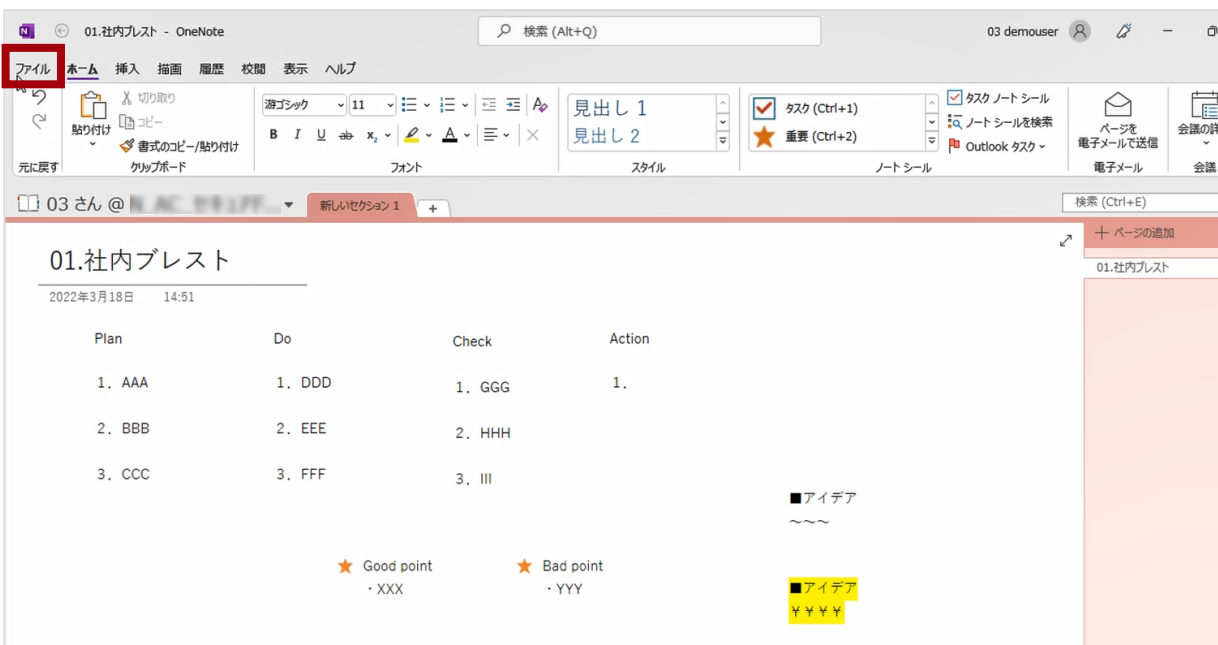 01.社内ブレスト - OneNote
検索 (Alt+Q)
03 demouser
ファイル ホーム 挿入 描画 履歴 校閲 表示 ヘルプ
貼り付け
切り取り
コピー
書式のコピー/貼り付け
元に戻す
クリップボード
游ゴシック
11
B I U ab x₂ A
フォント
見出し 1
見出し 2
スタイル
タスク (Ctrl+1)
重要 (Ctrl+2)
タスク ノート シール
ノート シールを検索
Outlook タスク
ノート シール
ページを
電子メールで送信
電子メール
会議の詳
会議
03 さん @
新しいセクション 1
+
検索 (Ctrl+E)
ページの追加
01.社内ブレスト
01.社内ブレスト
2022年3月18日 14:51
Plan
1. AAA
2. BBB
3. CCC
Do
1. DDD
2. EEE
3. FFF
Check
1. GGG
2. HHH
3. III
Action
1.
■アイデア
～～～
★ Good point
・XXX
★ Bad point
・YYY
■アイデア
￥￥￥￥